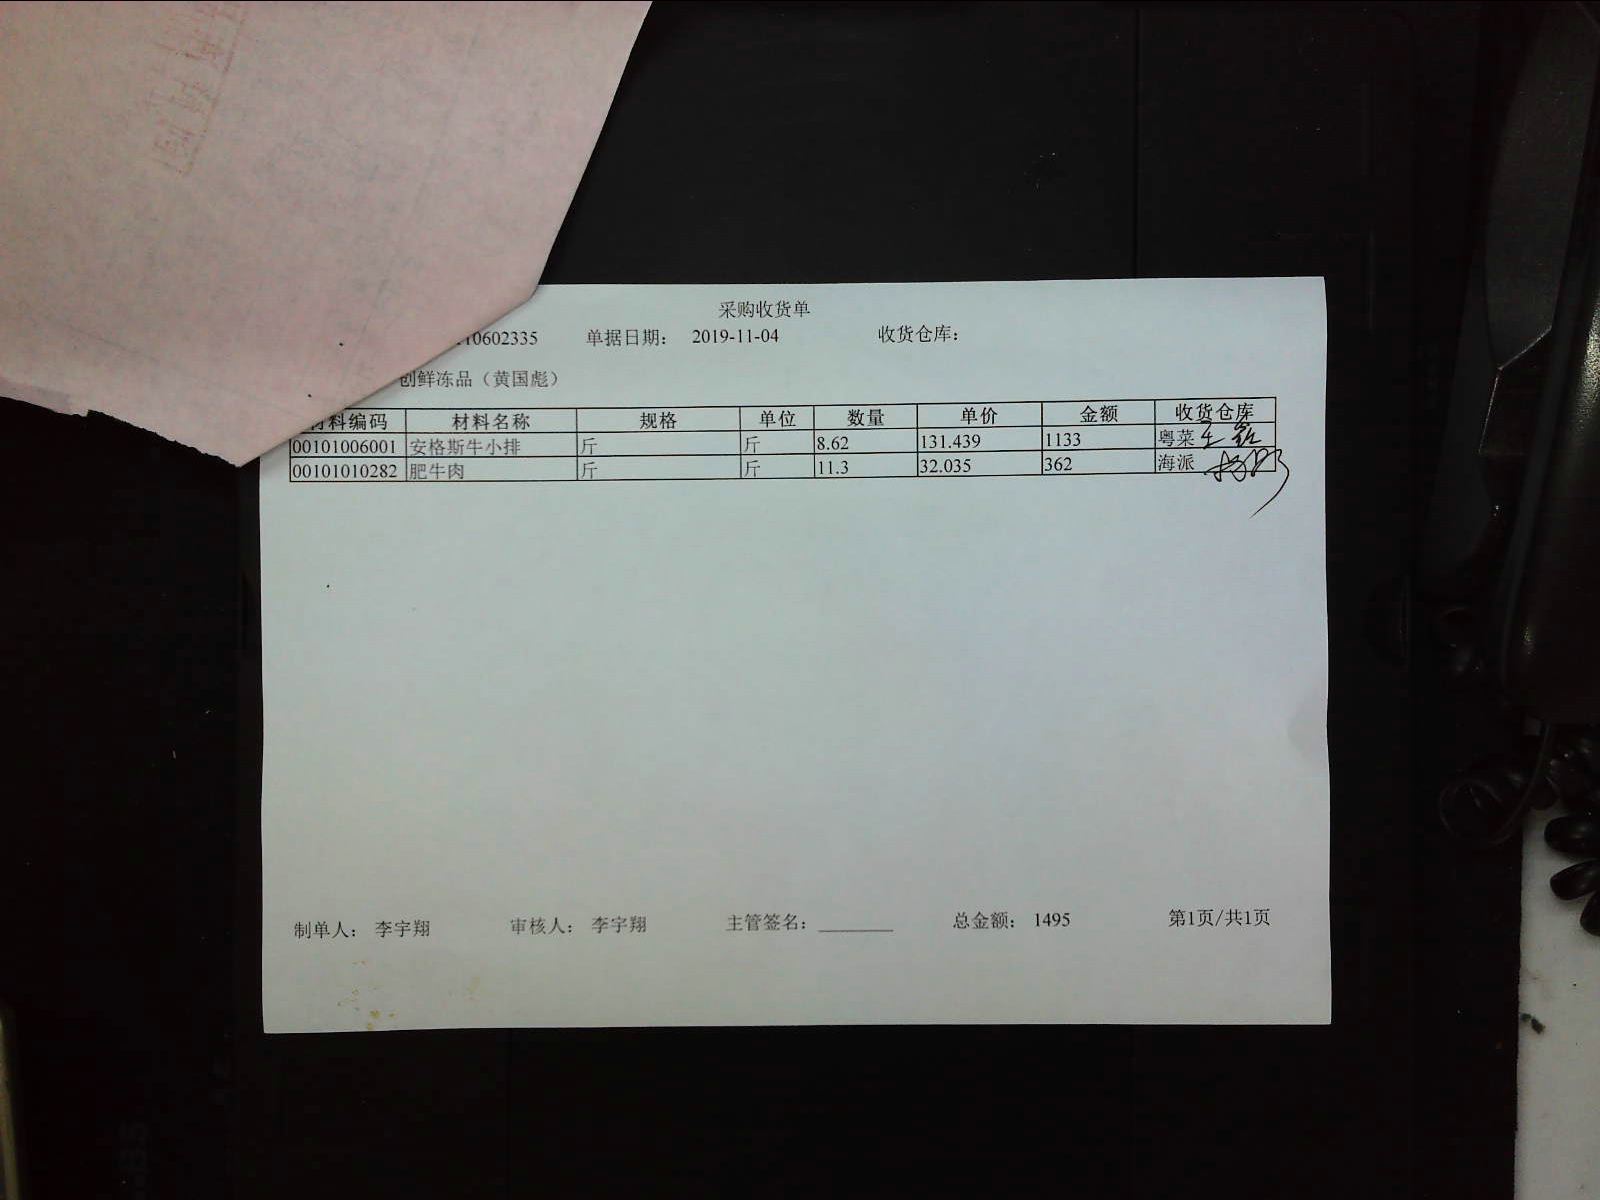 采购收货单
10602335 单据日期： 2019-11-04 收货仓库：
创鲜冻品（黄国彪）
材料编码 材料名称 规格 单位 数量 单价 金额 收货仓库
00101006001 安格斯牛小排 斤 斤 8.62 131.439 1133 粤菜
00101010282 肥牛肉 斤 斤 11.3 32.035 362 海派
制单人： 李宇翔 审核人： 李宇翔 主管签名： 总金额： 1495 第1页/共1页